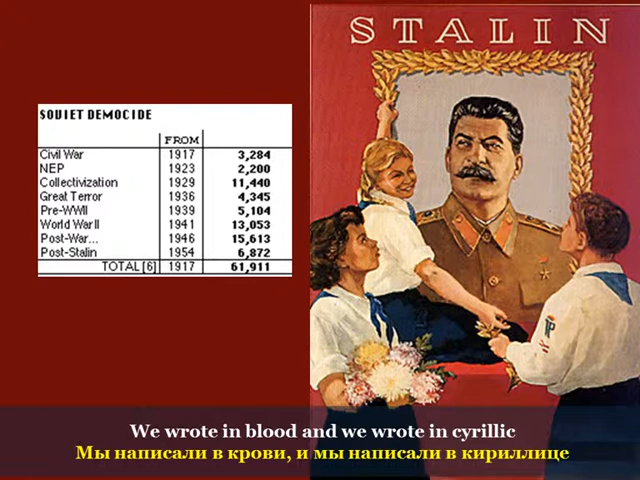 STALIN
SOVIET DEMOCIDE
FROM
Civil War 1917 3,284
NEP 1923 2,200
Collectivization 1929 11,440
Great Terror 1936 4,345
Pre-WWII 1939 5,104
World War II 1941 13,053
Post-War... 1946 15,613
Post-Stalin 1954 6,872
TOTAL [6] 1917 61,911
We wrote in blood and we wrote in cyrillic
Мы написали в крови, и мы написали в кириллице